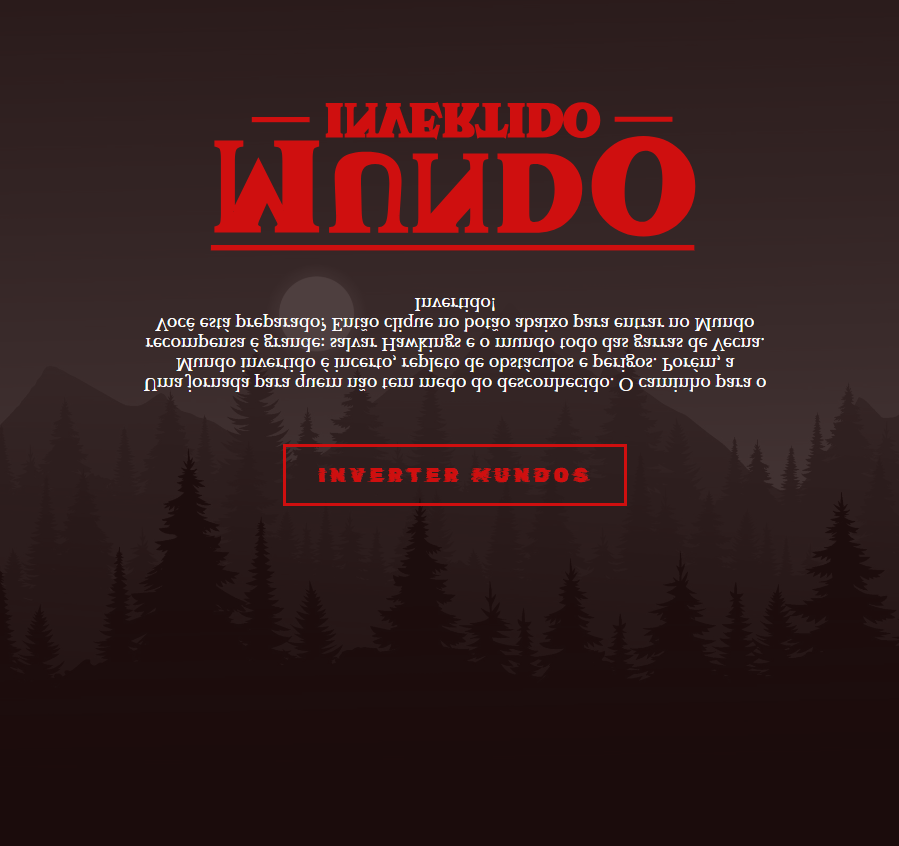 MUNDO
INVERTIDO
Uma jornada para quem não tem medo do desconhecido. O caminho para o
Mundo invertido é incerto, repleto de obstáculos e perigos. Porém, a
recompensa é grande: salvar Hawkings e o mundo todo das garras de Vecna.
Você está preparado? Então clique no botão abaixo para entrar no Mundo
Invertido!
INVERTER MUNDOS